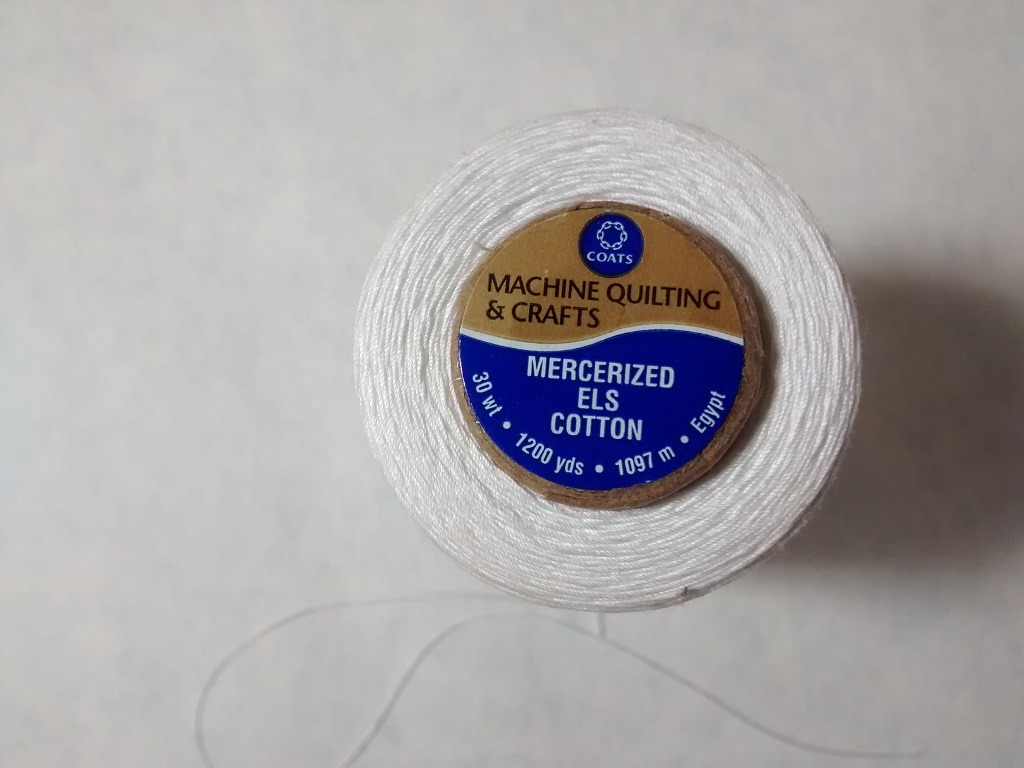 COATS
MACHINE QUILTING
& CRAFTS
MERCERIZED
ELS
COTTON
30 wt • 1200 yds • 1097 m • Egypt